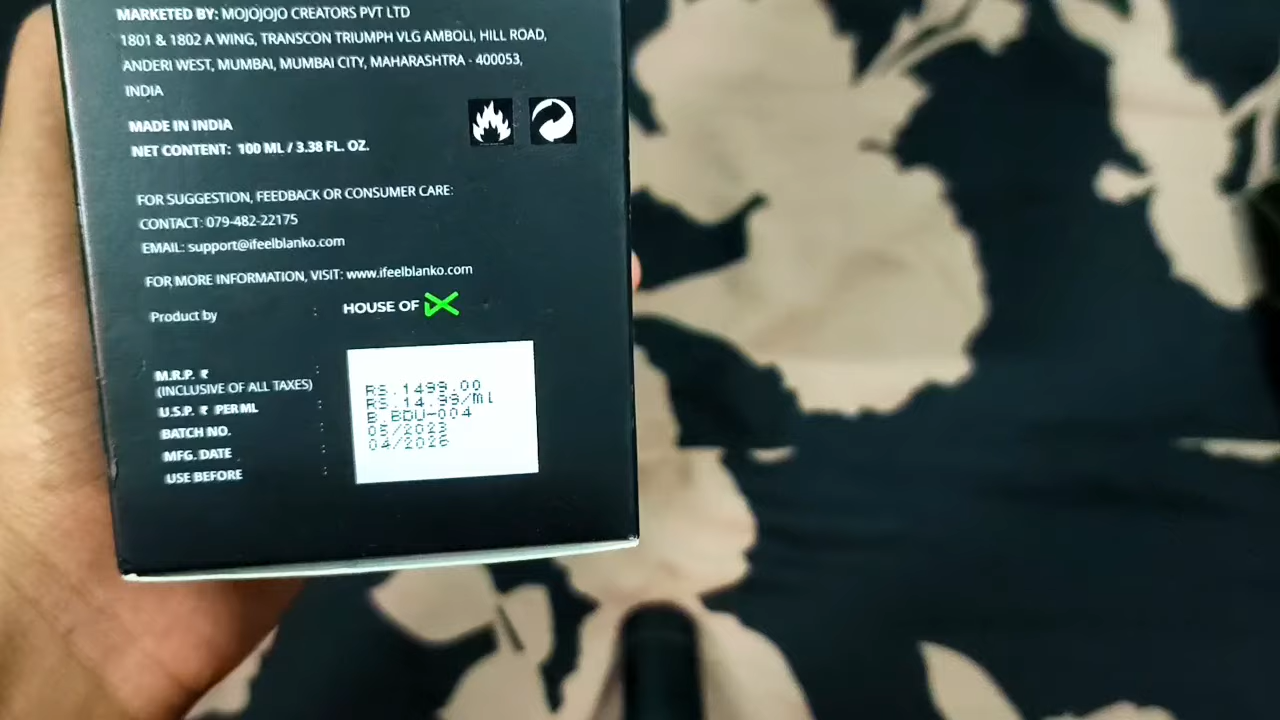 MARKETED BY: MOJOJOJO CREATORS PVT LTD
1801 & 1802 A WING, TRANSCON TRIUMPH VLG AMBOLI, HILL ROAD,
ANDERI WEST, MUMBAI, MUMBAI CITY, MAHARASHTRA - 400053,
INDIA
MADE IN INDIA
NET CONTENT: 100 ML / 3.38 FL. OZ.
FOR SUGGESTION, FEEDBACK OR CONSUMER CARE:
CONTACT: 079-482-22175
EMAIL: support@ifeelblanko.com
FOR MORE INFORMATION, VISIT: www.ifeelblanko.com
Product by : HOUSE OF X
M.R.P. ₹ :
(INCLUSIVE OF ALL TAXES)
U.S.P. ₹ PER ML :
BATCH NO. :
MFG. DATE :
USE BEFORE :
RS.1499.00
RS.14.99/ml
B.BDU-004
05/2023
04/2026